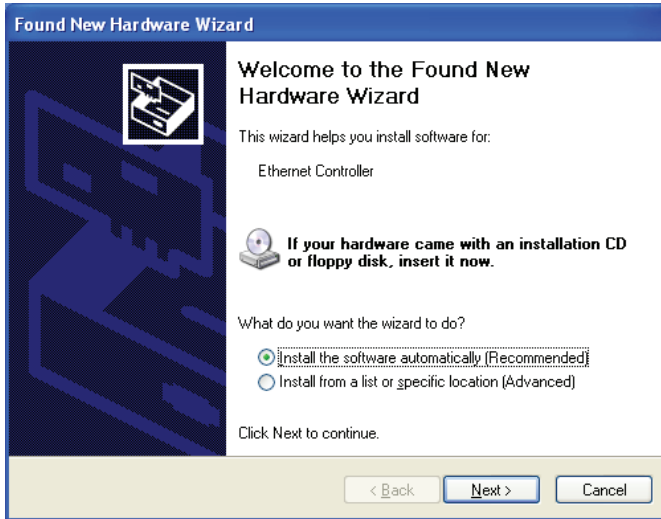 Found New Hardware Wizard
Welcome to the Found New
Hardware Wizard
This wizard helps you install software for:
Ethernet Controller
If your hardware came with an installation CD
or floppy disk, insert it now.
What do you want the wizard to do?
Install the software automatically (Recommended)
Install from a list or specific location (Advanced)
Click Next to continue.
< Back Next > Cancel